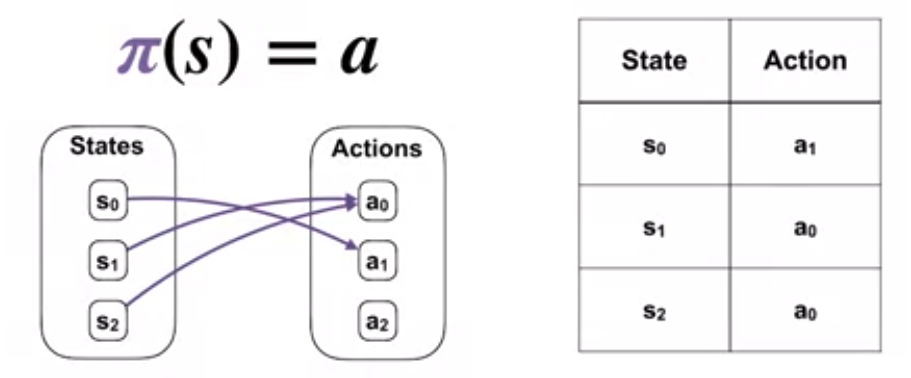 π(s) = a
States
s₀
s₁
s₂
Actions
a₀
a₁
a₂
State Action
s₀ a₁
s₁ a₀
s₂ a₀